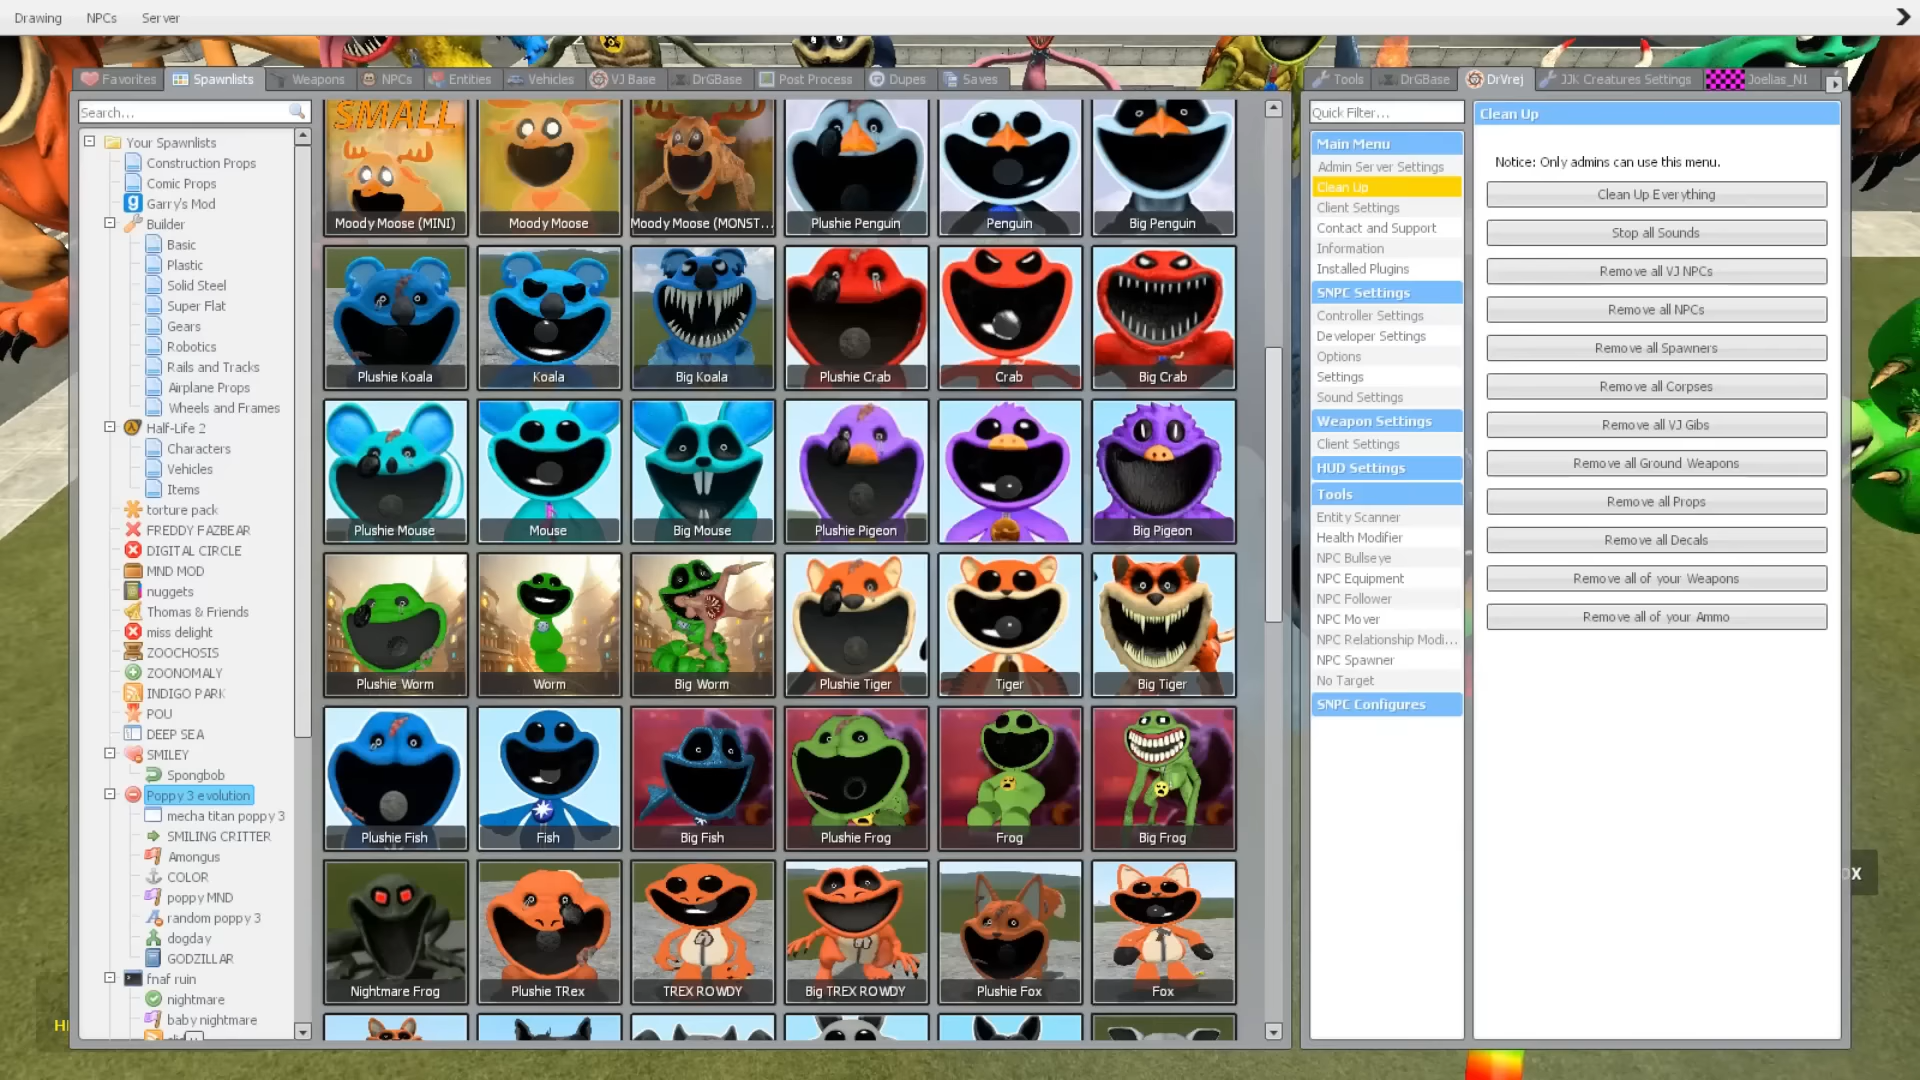 Drawing NPCs Server
Favorites Spawnlists Weapons NPCs Entities Vehicles VJ Base DrGBase Post Process Dupes Saves
Tools DrGBase DrVrej JJK Creatures Settings Joelias_N1
Search...
Your Spawnlists
Construction Props
Comic Props
Garry's Mod
Builder
Basic
Plastic
Solid Steel
Super Flat
Gears
Robotics
Rails and Tracks
Airplane Props
Wheels and Frames
Half-Life 2
Characters
Vehicles
Items
torture pack
FREDDY FAZBEAR
DIGITAL CIRCLE
MND MOD
nuggets
Thomas & Friends
miss delight
ZOOCHOSIS
ZOONOMALY
INDIGO PARK
POU
DEEP SEA
SMILEY
Spongbob
Poppy 3 evolution
mecha titan poppy 3
SMILING CRITTER
Amongus
COLOR
poppy MND
random poppy 3
dogday
GODZILLAR
fnaf ruin
nightmare
baby nightmare
SMALL
Moody Moose (MINI) Moody Moose Moody Moose (MONST... Plushie Penguin Penguin Big Penguin
Plushie Koala Koala Big Koala Plushie Crab Crab Big Crab
Plushie Mouse Mouse Big Mouse Plushie Pigeon Big Pigeon
Plushie Worm Worm Big Worm Plushie Tiger Tiger Big Tiger
Plushie Fish Fish Big Fish Plushie Frog Frog Big Frog
Nightmare Frog Plushie TRex TREX ROWDY Big TREX ROWDY Plushie Fox Fox
Quick Filter...
Main Menu
Admin Server Settings
Clean Up
Client Settings
Contact and Support
Information
Installed Plugins
SNPC Settings
Controller Settings
Developer Settings
Options
Settings
Sound Settings
Weapon Settings
Client Settings
HUD Settings
Tools
Entity Scanner
Health Modifier
NPC Bullseye
NPC Equipment
NPC Follower
NPC Mover
NPC Relationship Modi...
NPC Spawner
No Target
SNPC Configures
Clean Up
Notice: Only admins can use this menu.
Clean Up Everything
Stop all Sounds
Remove all VJ NPCs
Remove all NPCs
Remove all Spawners
Remove all Corpses
Remove all VJ Gibs
Remove all Ground Weapons
Remove all Props
Remove all Decals
Remove all of your Weapons
Remove all of your Ammo